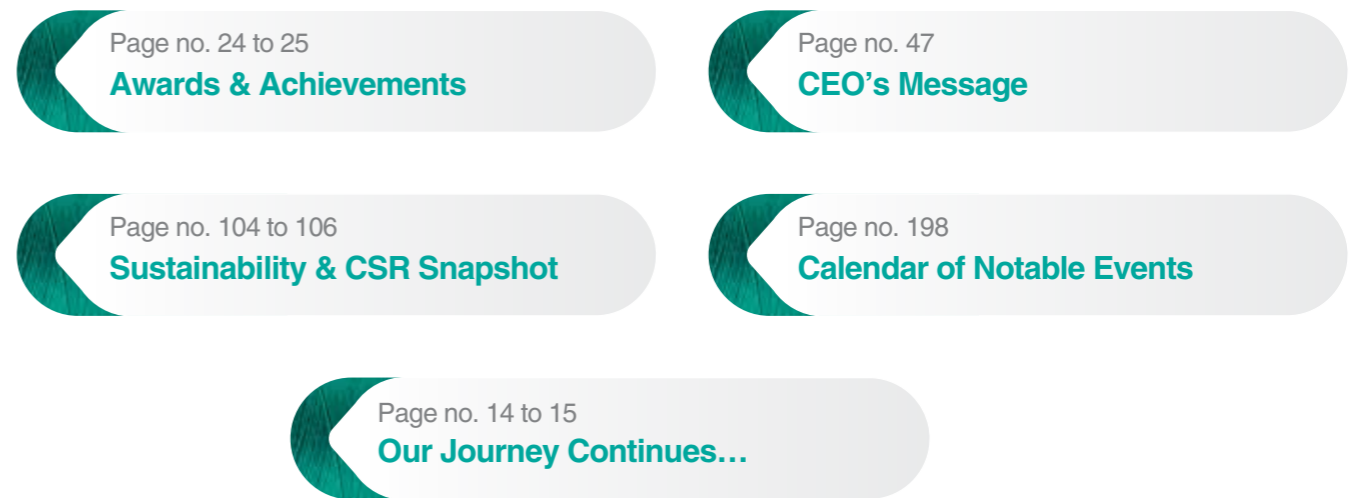 Page no. 24 to 25
Awards & Achievements
Page no. 47
CEO’s Message
Page no. 104 to 106
Sustainability & CSR Snapshot
Page no. 198
Calendar of Notable Events
Page no. 14 to 15
Our Journey Continues…